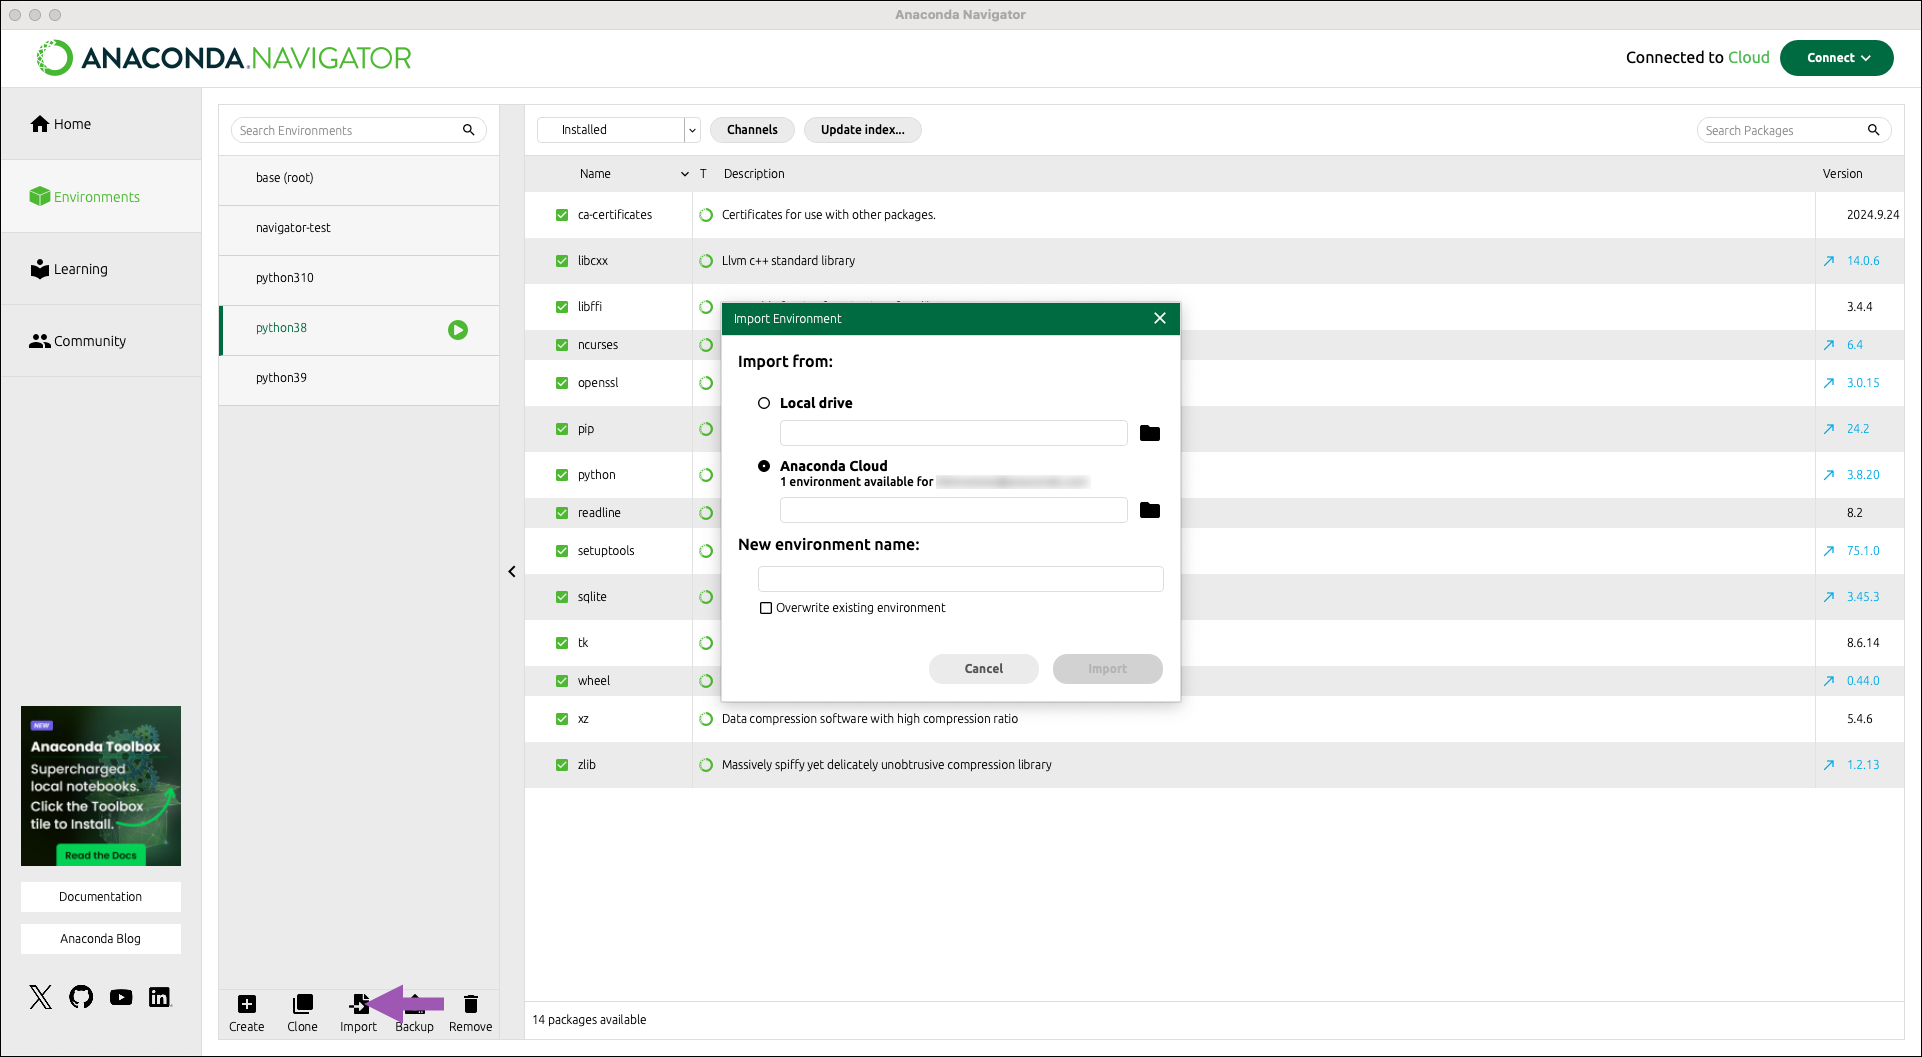 Anaconda Navigator
ANACONDA.NAVIGATOR
Connected to Cloud
Connect
Home
Environments
Learning
Community
NEW
Anaconda Toolbox
Supercharged
local notebooks.
Click the Toolbox
tile to Install.
Read the Docs
Documentation
Anaconda Blog
Search Environments
base (root)
navigator-test
python310
python38
python39
Create
Clone
Import
Backup
Remove
Installed
Channels
Update index...
Search Packages
Name T Description Version
ca-certificates Certificates for use with other packages. 2024.9.24
libcxx Llvm c++ standard library 14.0.6
libffi 3.4.4
ncurses 6.4
openssl 3.0.15
pip 24.2
python 3.8.20
readline 8.2
setuptools 75.1.0
sqlite 3.45.3
tk 8.6.14
wheel 0.44.0
xz Data compression software with high compression ratio 5.4.6
zlib Massively spiffy yet delicately unobtrusive compression library 1.2.13
14 packages available
Import Environment
Import from:
Local drive
Anaconda Cloud
1 environment available for
New environment name:
Overwrite existing environment
Cancel
Import